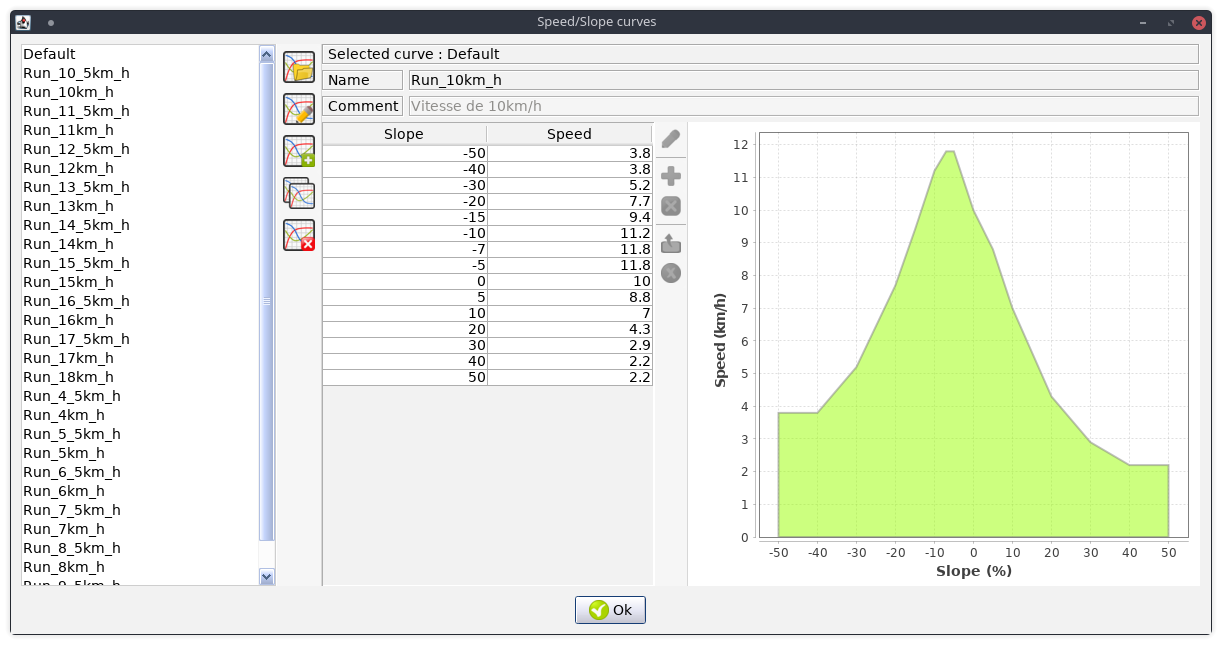 Speed/Slope curves
Default
Run_10_5km_h
Run_10km_h
Run_11_5km_h
Run_11km_h
Run_12_5km_h
Run_12km_h
Run_13_5km_h
Run_13km_h
Run_14_5km_h
Run_14km_h
Run_15_5km_h
Run_15km_h
Run_16_5km_h
Run_16km_h
Run_17_5km_h
Run_17km_h
Run_18km_h
Run_4_5km_h
Run_4km_h
Run_5_5km_h
Run_5km_h
Run_6_5km_h
Run_6km_h
Run_7_5km_h
Run_7km_h
Run_8_5km_h
Run_8km_h
Run_9_5km_h
Selected curve : Default
Name Run_10km_h
Comment Vitesse de 10km/h
Slope Speed
-50 3.8
-40 3.8
-30 5.2
-20 7.7
-15 9.4
-10 11.2
-7 11.8
-5 11.8
0 10
5 8.8
10 7
20 4.3
30 2.9
40 2.2
50 2.2
Speed (km/h)
12
11
10
9
8
7
6
5
4
3
2
1
0
-50 -40 -30 -20 -10 0 10 20 30 40 50
Slope (%)
Ok